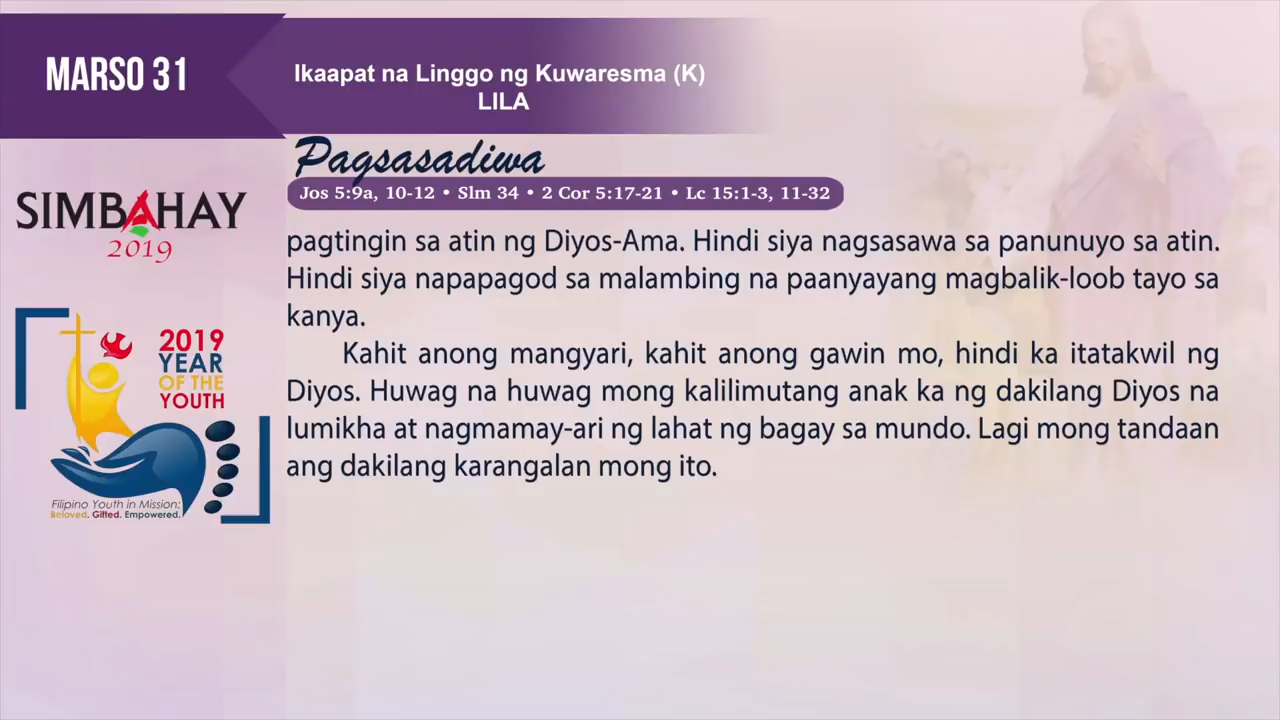 MARSO 31
Ikaapat na Linggo ng Kuwaresma (K)
LILA
Pagsasadiwa
Jos 5:9a, 10-12 • Slm 34 • 2 Cor 5:17-21 • Lc 15:1-3, 11-32
SIMBAHAY
2019
2019
YEAR
OF THE
YOUTH
Filipino Youth in Mission:
Beloved. Gifted. Empowered.
pagtingin sa atin ng Diyos-Ama. Hindi siya nagsasawa sa panunuyo sa atin.
Hindi siya napapagod sa malambing na paanyayang magbalik-loob tayo sa
kanya.
Kahit anong mangyari, kahit anong gawin mo, hindi ka itatakwil ng
Diyos. Huwag na huwag mong kalilimutang anak ka ng dakilang Diyos na
lumikha at nagmamay-ari ng lahat ng bagay sa mundo. Lagi mong tandaan
ang dakilang karangalan mong ito.